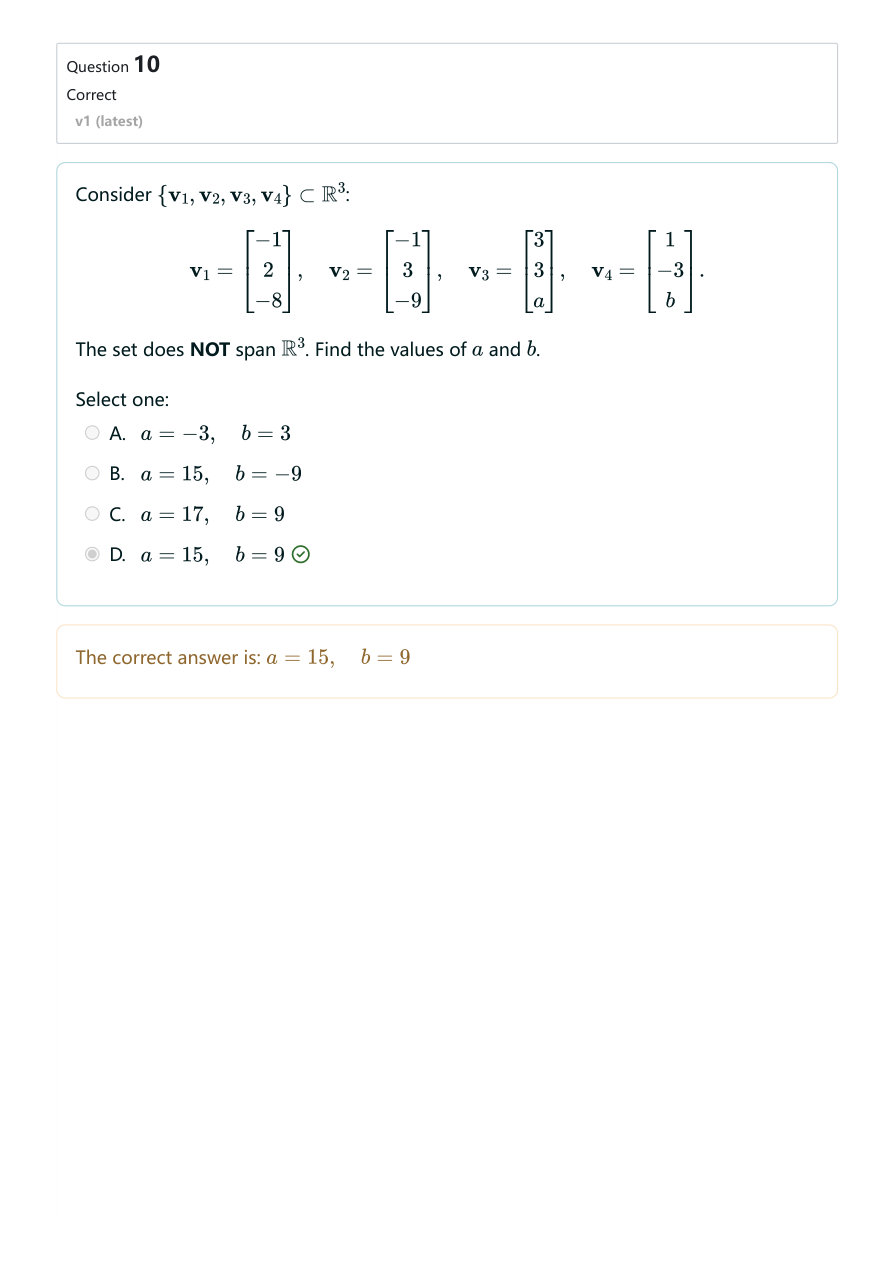 Question 10
Correct
v1 (latest)
Consider {v₁, v₂, v₃, v₄} ⊂ ℝ³:
v₁ = [−1 2 −8], v₂ = [−1 3 −9], v₃ = [3 3 a], v₄ = [1 −3 b].
The set does NOT span ℝ³. Find the values of a and b.
Select one:
A. a = −3, b = 3
B. a = 15, b = −9
C. a = 17, b = 9
D. a = 15, b = 9
The correct answer is: a = 15, b = 9